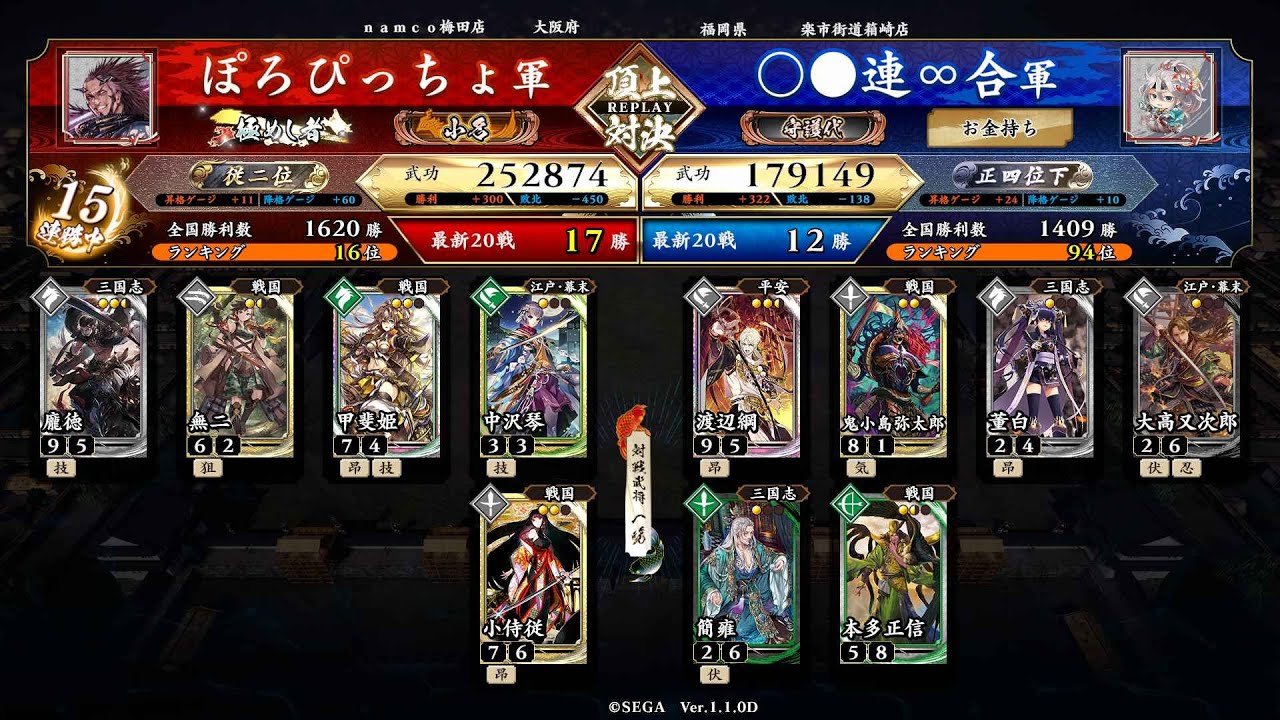 ｎａｍｃｏ梅田店 大阪府
福岡県 楽市街道箱崎店
ぽろぴっちょ軍
頂上
REPLAY
対決
○●連∞合軍
極めし者
小名
守護代
お金持ち
15
連勝中
従二位
昇格ゲージ +11 降格ゲージ +60
武功 252874
勝利 +300 敗北 -450
武功 179149
勝利 +322 敗北 -138
正四位下
昇格ゲージ +24 降格ゲージ +10
全国勝利数 1620勝
ランキング 16位
最新20戦 17勝
最新20戦 12勝
全国勝利数 1409勝
ランキング 94位
三国志
龐徳
9 5
技
戦国
無二
6 2
狙
戦国
甲斐姫
7 4
昂 技
江戸・幕末
中沢琴
3 3
技
平安
渡辺綱
9 5
昂
戦国
鬼小島弥太郎
8 1
気
三国志
董白
2 4
昂
江戸・幕末
大高又次郎
2 6
伏 忍
対戦武将一覧
戦国
小侍従
7 6
昂
三国志
簡雍
2 6
伏
戦国
本多正信
5 8
©SEGA Ver.1.1.0D